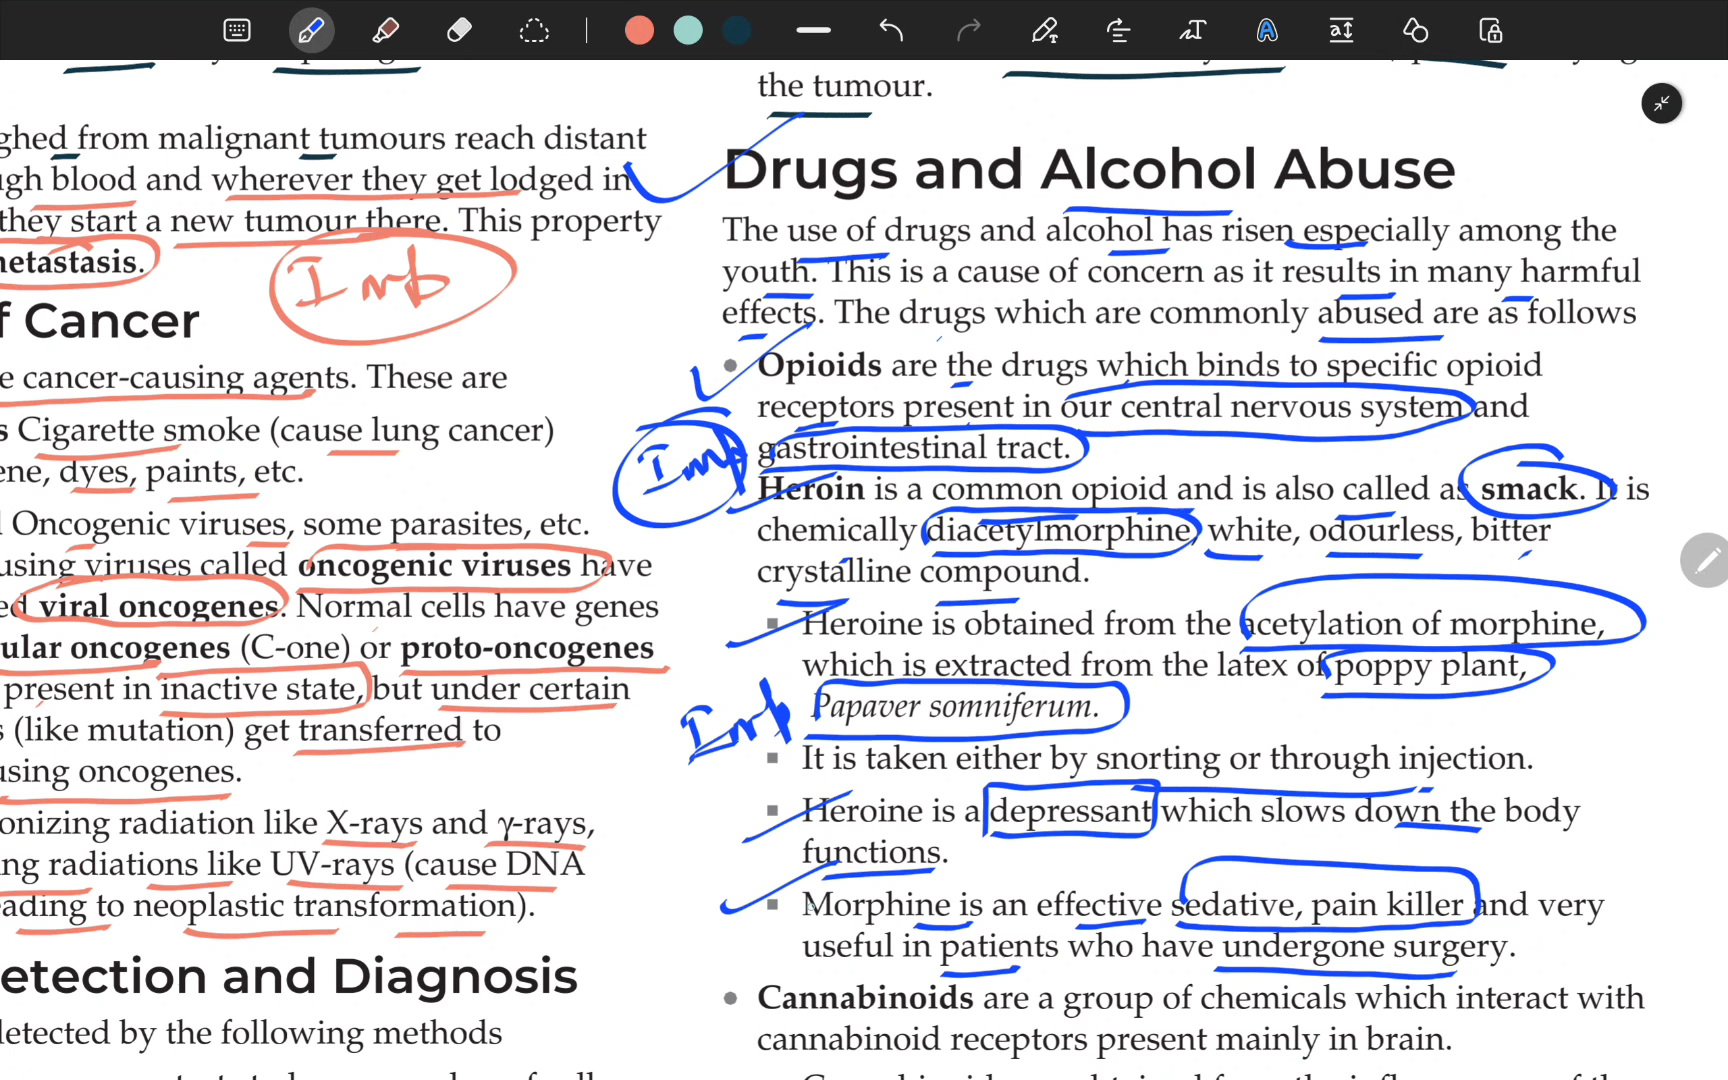 ghed from malignant tumours reach distant
ugh blood and wherever they get lodged in
they start a new tumour there. This property
metastasis.
Imp
f Cancer
e cancer-causing agents. These are
s Cigarette smoke (cause lung cancer)
ene, dyes, paints, etc.
l Oncogenic viruses, some parasites, etc.
using viruses called oncogenic viruses have
ed viral oncogenes. Normal cells have genes
ular oncogenes (C-one) or proto-oncogenes
present in inactive state, but under certain
s (like mutation) get transferred to
using oncogenes.
onizing radiation like X-rays and γ-rays,
ing radiations like UV-rays (cause DNA
eading to neoplastic transformation).
etection and Diagnosis
detected by the following methods
the tumour.
Drugs and Alcohol Abuse
The use of drugs and alcohol has risen especially among the
youth. This is a cause of concern as it results in many harmful
effects. The drugs which are commonly abused are as follows
• Opioids are the drugs which binds to specific opioid
receptors present in our central nervous system and
gastrointestinal tract.
Imp
Heroin is a common opioid and is also called as smack. It is
chemically diacetylmorphine, white, odourless, bitter
crystalline compound.
▪ Heroine is obtained from the acetylation of morphine,
which is extracted from the latex of poppy plant,
Imp
Papaver somniferum.
▪ It is taken either by snorting or through injection.
▪ Heroine is a depressant which slows down the body
functions.
▪ Morphine is an effective sedative, pain killer and very
useful in patients who have undergone surgery.
• Cannabinoids are a group of chemicals which interact with
cannabinoid receptors present mainly in brain.